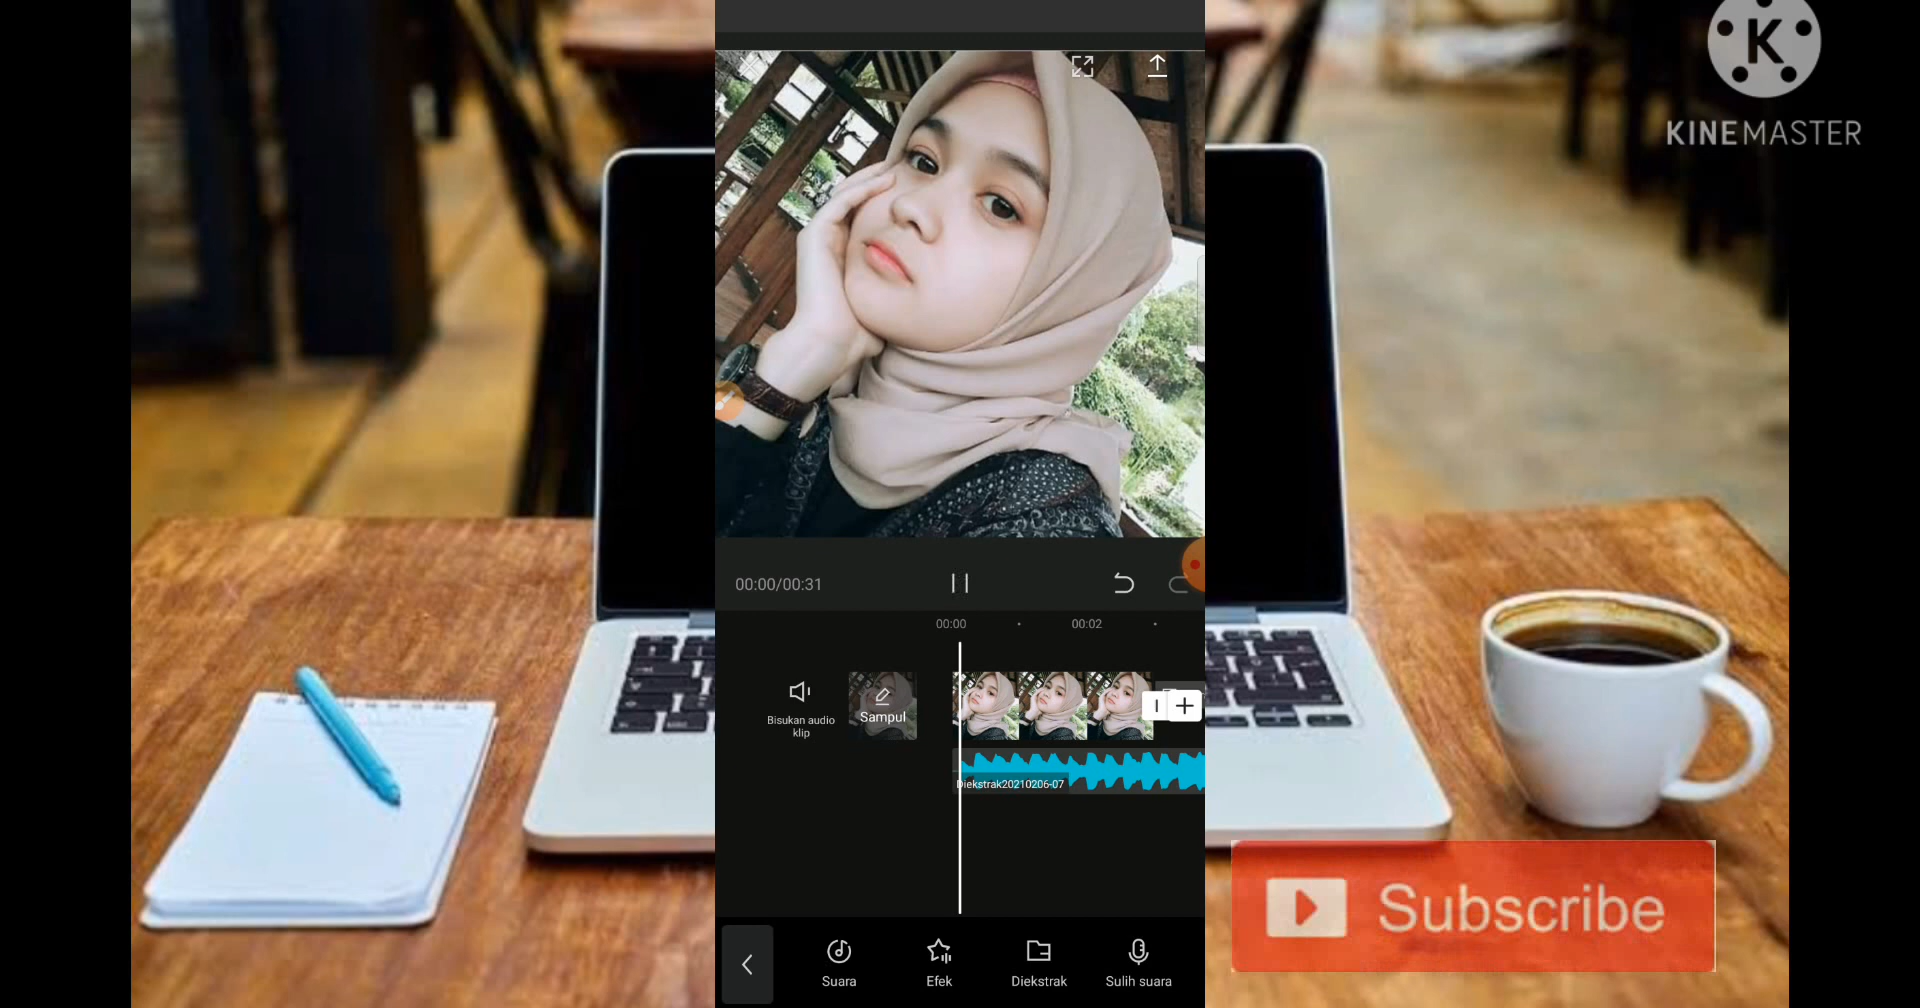 K
KINEMASTER
00:00/00:31
00:00
00:02
Bisukan audio
klip
Sampul
Diekstrak20210206-07
Suara
Efek
Diekstrak
Sulih suara
Subscribe